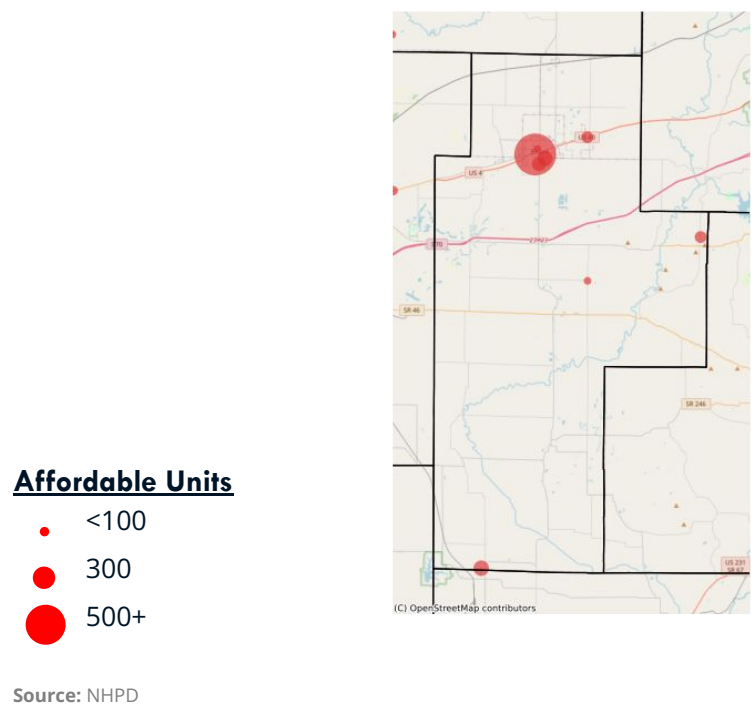 US 4
I 70
SR 46
SR 246
US 231
SR 67
(C) OpenStreetMap contributors
Affordable Units
<100
300
500+
Source: NHPD